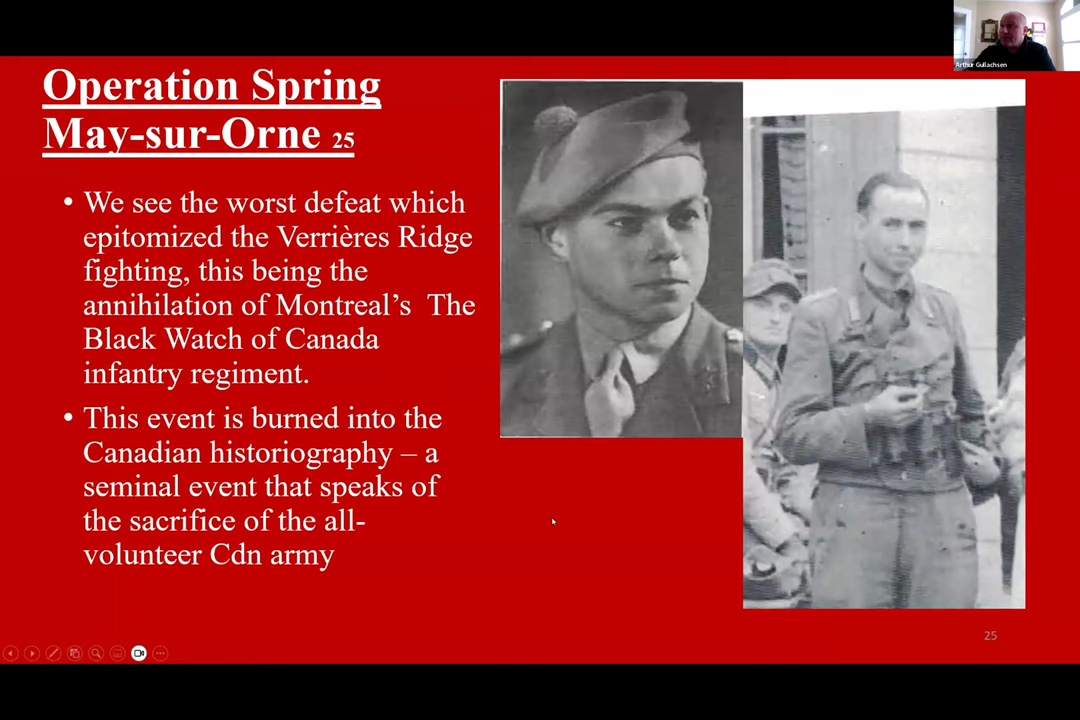 Arthur Gullachsen
Operation Spring
May-sur-Orne 25
• We see the worst defeat which
epitomized the Verrières Ridge
fighting, this being the
annihilation of Montreal’s The
Black Watch of Canada
infantry regiment.
• This event is burned into the
Canadian historiography – a
seminal event that speaks of
the sacrifice of the all-
volunteer Cdn army
25